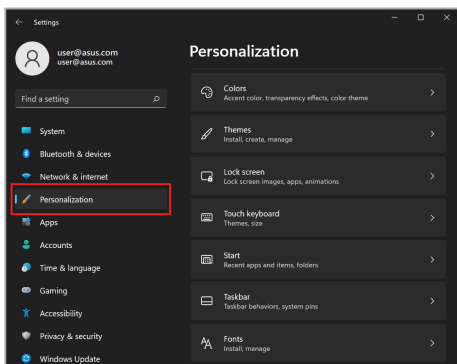 Settings
user@asus.com
user@asus.com
Find a setting
System
Bluetooth & devices
Network & internet
Personalization
Apps
Accounts
Time & language
Gaming
Accessibility
Privacy & security
Windows Update
Personalization
Colors
Accent color, transparency effects, color theme
Themes
Install, create, manage
Lock screen
Lock screen images, apps, animations
Touch keyboard
Themes, size
Start
Recent apps and items, folders
Taskbar
Taskbar behaviors, system pins
Fonts
Install, manage